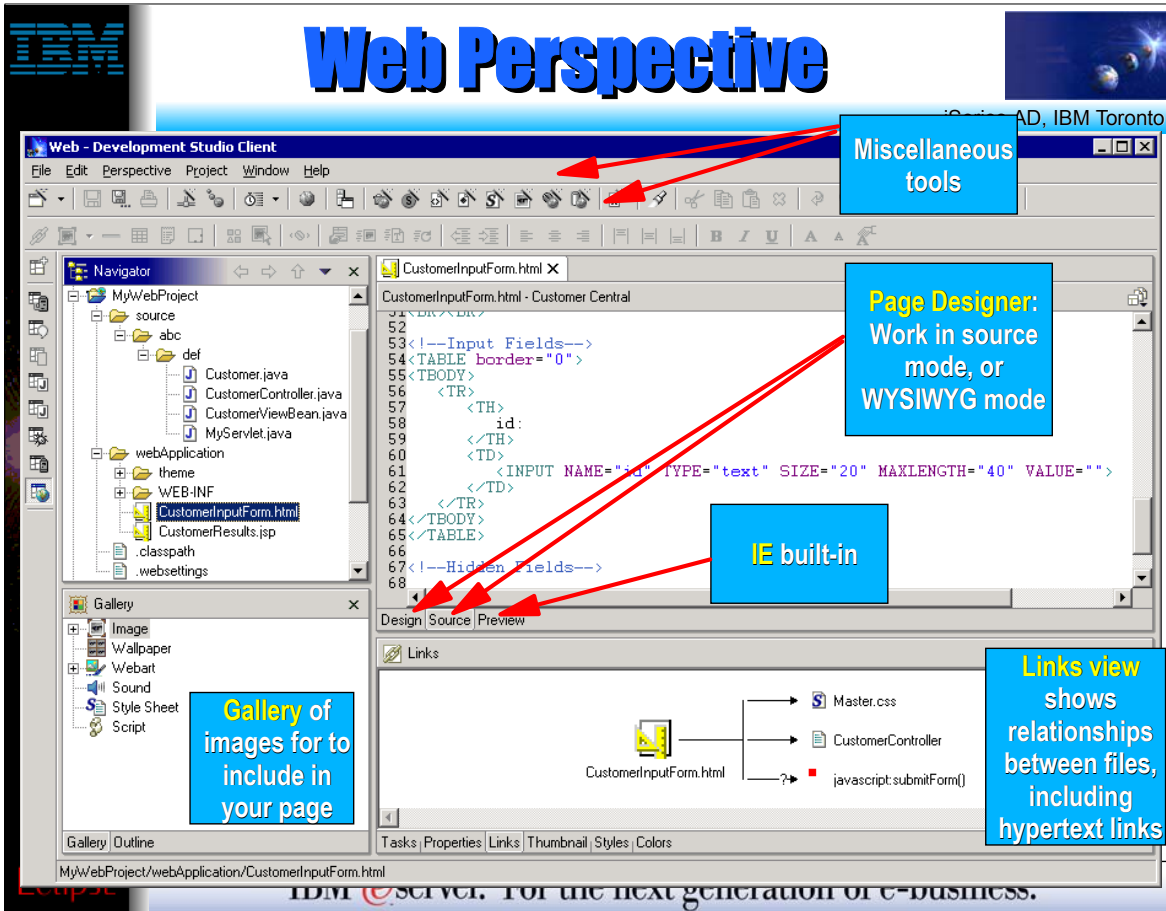 IBM
Web Perspective
AD, IBM Toronto
Web - Development Studio Client
File Edit Perspective Project Window Help
Miscellaneous
tools
B I U A A
Navigator
MyWebProject
source
abc
def
Customer.java
CustomerController.java
CustomerViewBean.java
MyServlet.java
webApplication
theme
WEB-INF
CustomerInputForm.html
CustomerResults.jsp
.classpath
.websettings
CustomerInputForm.html
CustomerInputForm.html - Customer Central
51<BR><BR>
52
53<!--Input Fields-->
54<TABLE border="0">
55<TBODY>
56 <TR>
57 <TH>
58 id:
59 </TH>
60 <TD>
61 <INPUT NAME="id" TYPE="text" SIZE="20" MAXLENGTH="40" VALUE="">
62 </TD>
63 </TR>
64</TBODY>
65</TABLE>
66
67<!--Hidden Fields-->
68
Page Designer:
Work in source
mode, or
WYSIWYG mode
IE built-in
Design Source Preview
Gallery
Image
Wallpaper
Webart
Sound
Style Sheet
Script
Gallery of
images for to
include in
your page
Gallery Outline
Links
CustomerInputForm.html
Master.css
CustomerController
?
javascript:submitForm()
Links view
shows
relationships
between files,
including
hypertext links
Tasks Properties Links Thumbnail Styles Colors
MyWebProject/webApplication/CustomerInputForm.html
IBM @server. For the next generation of e-business.